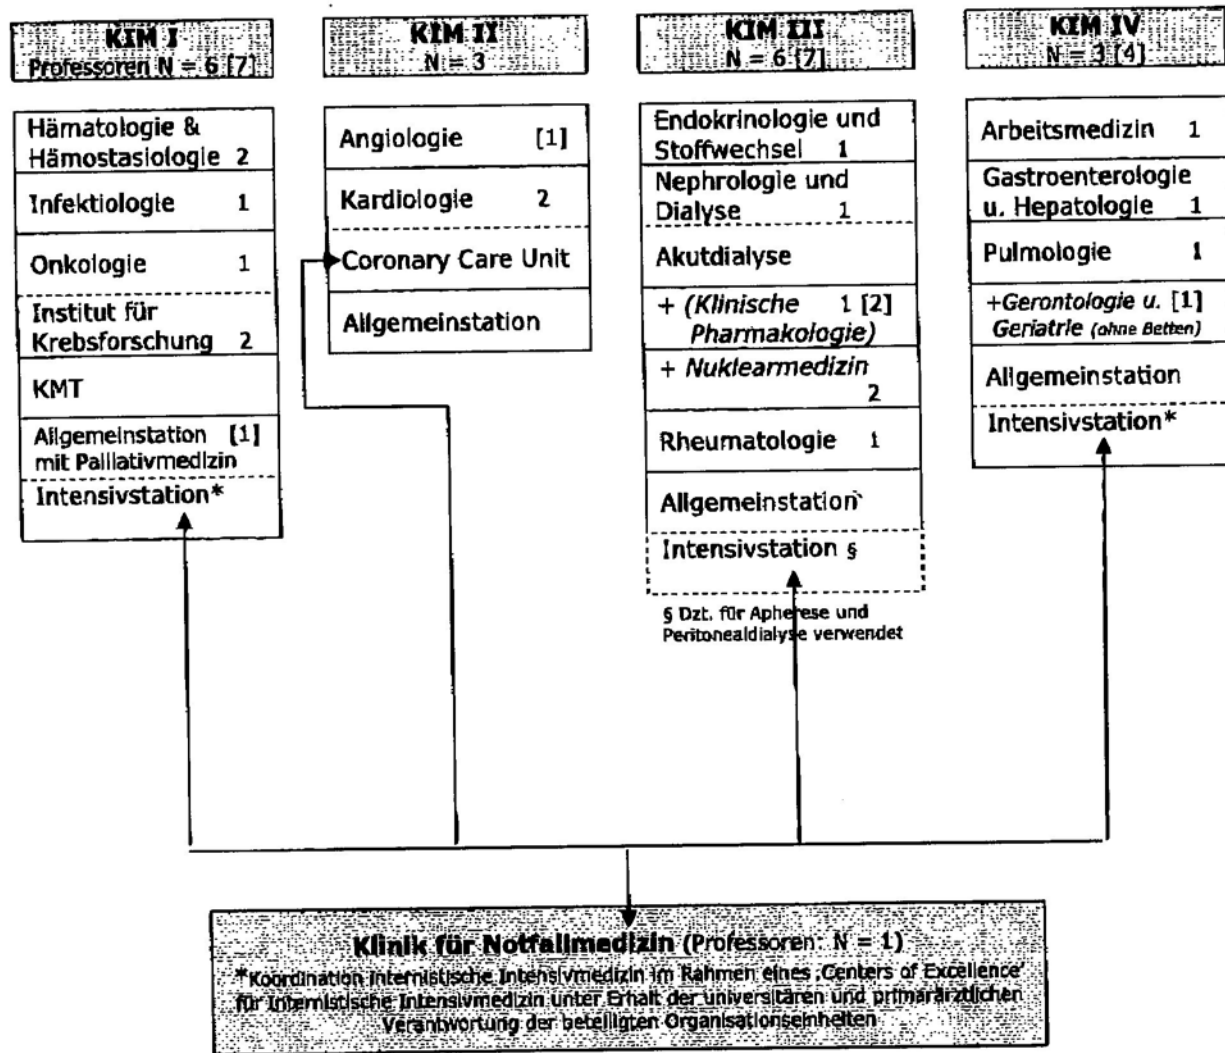 KIM I
Professoren N = 6 [7]
Hämatologie &
Hämostasiologie 2
Infektiologie 1
Onkologie 1
Institut für
Krebsforschung 2
KMT
Allgemeinstation [1]
mit Palliativmedizin
Intensivstation*
KIM II
N = 3
Angiologie [1]
Kardiologie 2
Coronary Care Unit
Allgemeinstation
KIM III
N = 6 [7]
Endokrinologie und
Stoffwechsel 1
Nephrologie und
Dialyse 1
Akutdialyse
+ (Klinische 1 [2]
Pharmakologie)
+ Nuklearmedizin
2
Rheumatologie 1
Allgemeinstation
Intensivstation §
§ Dzt. für Apherese und
Peritonealdialyse verwendet
KIM IV
N = 3 [4]
Arbeitsmedizin 1
Gastroenterologie
u. Hepatologie 1
Pulmologie 1
+Gerontologie u. [1]
Geriatrie (ohne Betten)
Allgemeinstation
Intensivstation*
Klinik für Notfallmedizin (Professoren: N = 1)
*Koordination internistische Intensivmedizin im Rahmen eines ‚Centers of Excellence'
für Internistische Intensivmedizin unter Erhalt der universitären und primarärztlichen
Verantwortung der beteiligten Organisationseinheiten